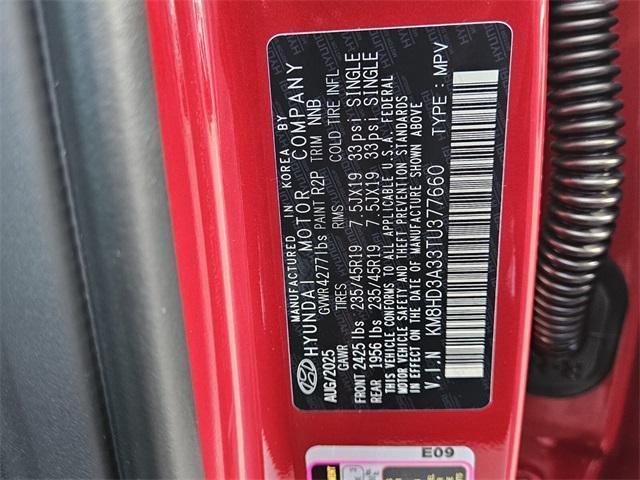 MANUFACTURED IN KOREA BY
HYUNDAI MOTOR COMPANY
AUG/2025 GVWR 4277 lbs PAINT R2P TRIM NNB
GAWR TIRES RIMS COLD TIRE INFL
FRONT 2425 lbs 235/45R19 7.5JX19 33psi SINGLE
REAR 1956 lbs 235/45R19 7.5JX19 33psi SINGLE
THIS VEHICLE CONFORMS TO ALL APPLICABLE U.S.A. FEDERAL
MOTOR VEHICLE SAFETY AND THEFT PREVENTION STANDARDS
IN EFFECT ON THE DATE OF MANUFACTURE SHOWN ABOVE
V.I.N KM8HD3A33TU377660 TYPE : MPV
E09